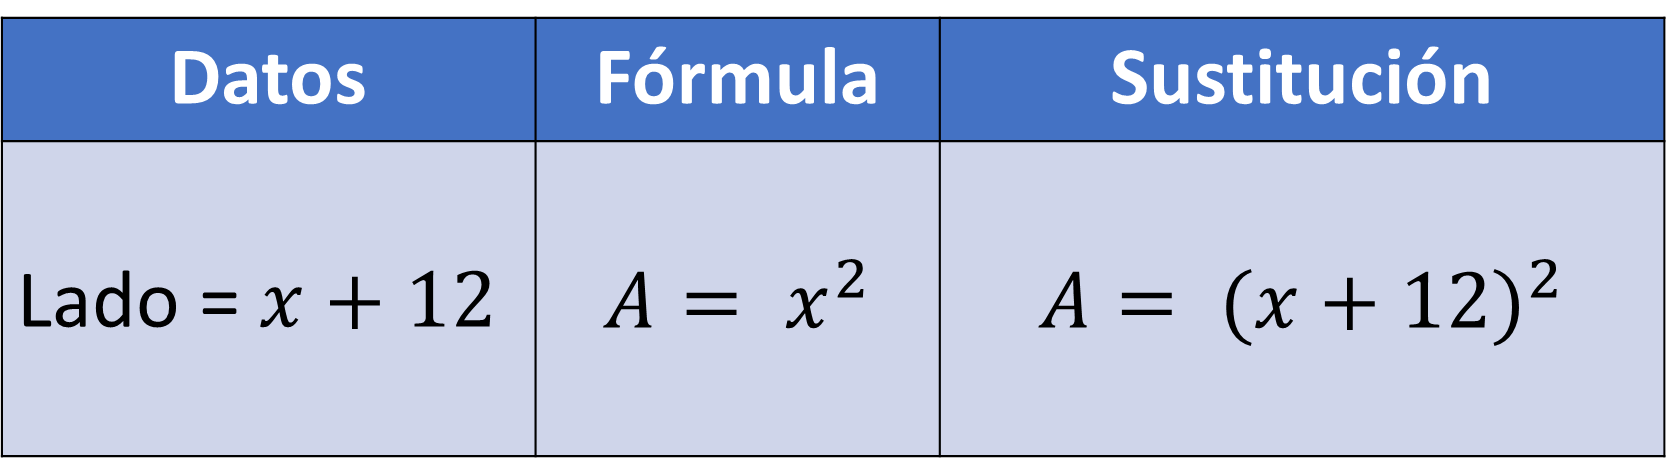 Datos Fórmula Sustitución
Lado = x + 12 A = x² A = (x + 12)²